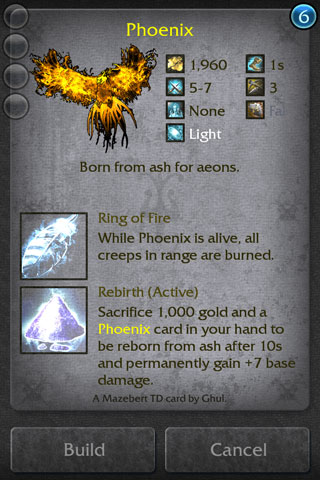 Phoenix
6
1,960
1s
5-7
3
None
Fa
Light
Born from ash for aeons.
Ring of Fire
While Phoenix is alive, all
creeps in range are burned.
Rebirth (Active)
Sacrifice 1,000 gold and a
Phoenix card in your hand to
be reborn from ash after 10s
and permanently gain +7 base
damage.
A Mazebert TD card by Ghul.
Build
Cancel